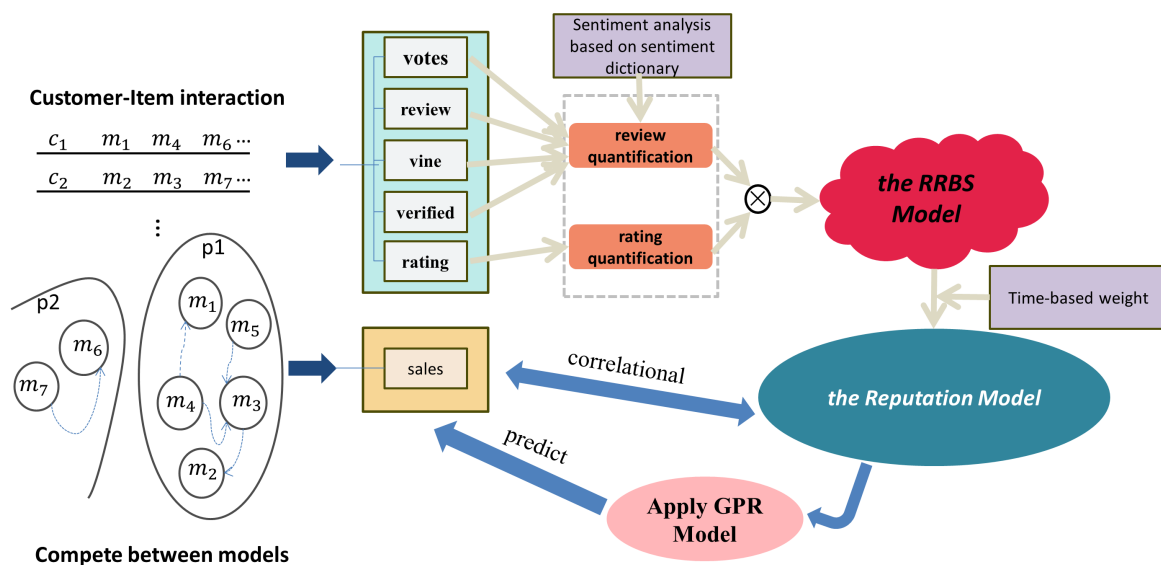 Customer-Item interaction
c1 m1 m4 m6 ...
c2 m2 m3 m7 ...
⋮
votes
review
vine
verified
rating
Sentiment analysis
based on sentiment
dictionary
review
quantification
rating
quantification
the RRBS
Model
Time-based weight
the Reputation Model
p2
m6
m7
p1
m1
m5
m4
m3
m2
Compete between models
sales
correlational
predict
Apply GPR
Model